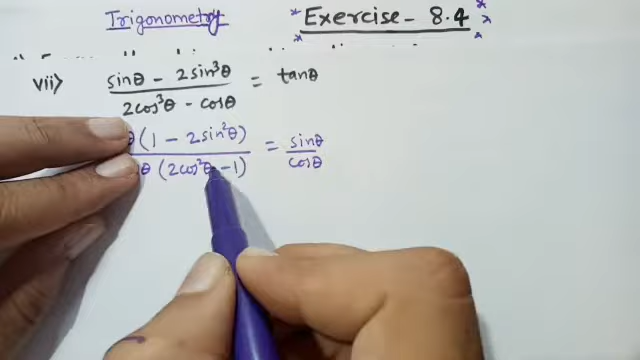 Trigonometry
* Exercise - 8.4 *
vii> sinθ - 2sin³θ / 2cos³θ - cosθ = tanθ
θ (1 - 2sin²θ) / θ (2cos²θ - 1) = sinθ / cosθ